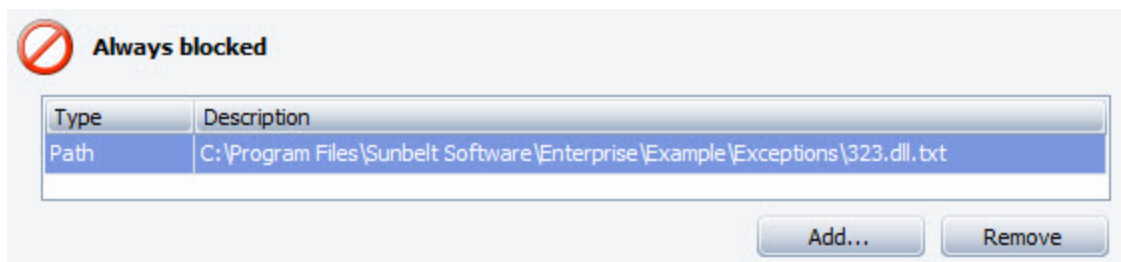 Always blocked
Type Description
Path C:\Program Files\Sunbelt Software\Enterprise\Example\Exceptions\323.dll.txt
Add... Remove